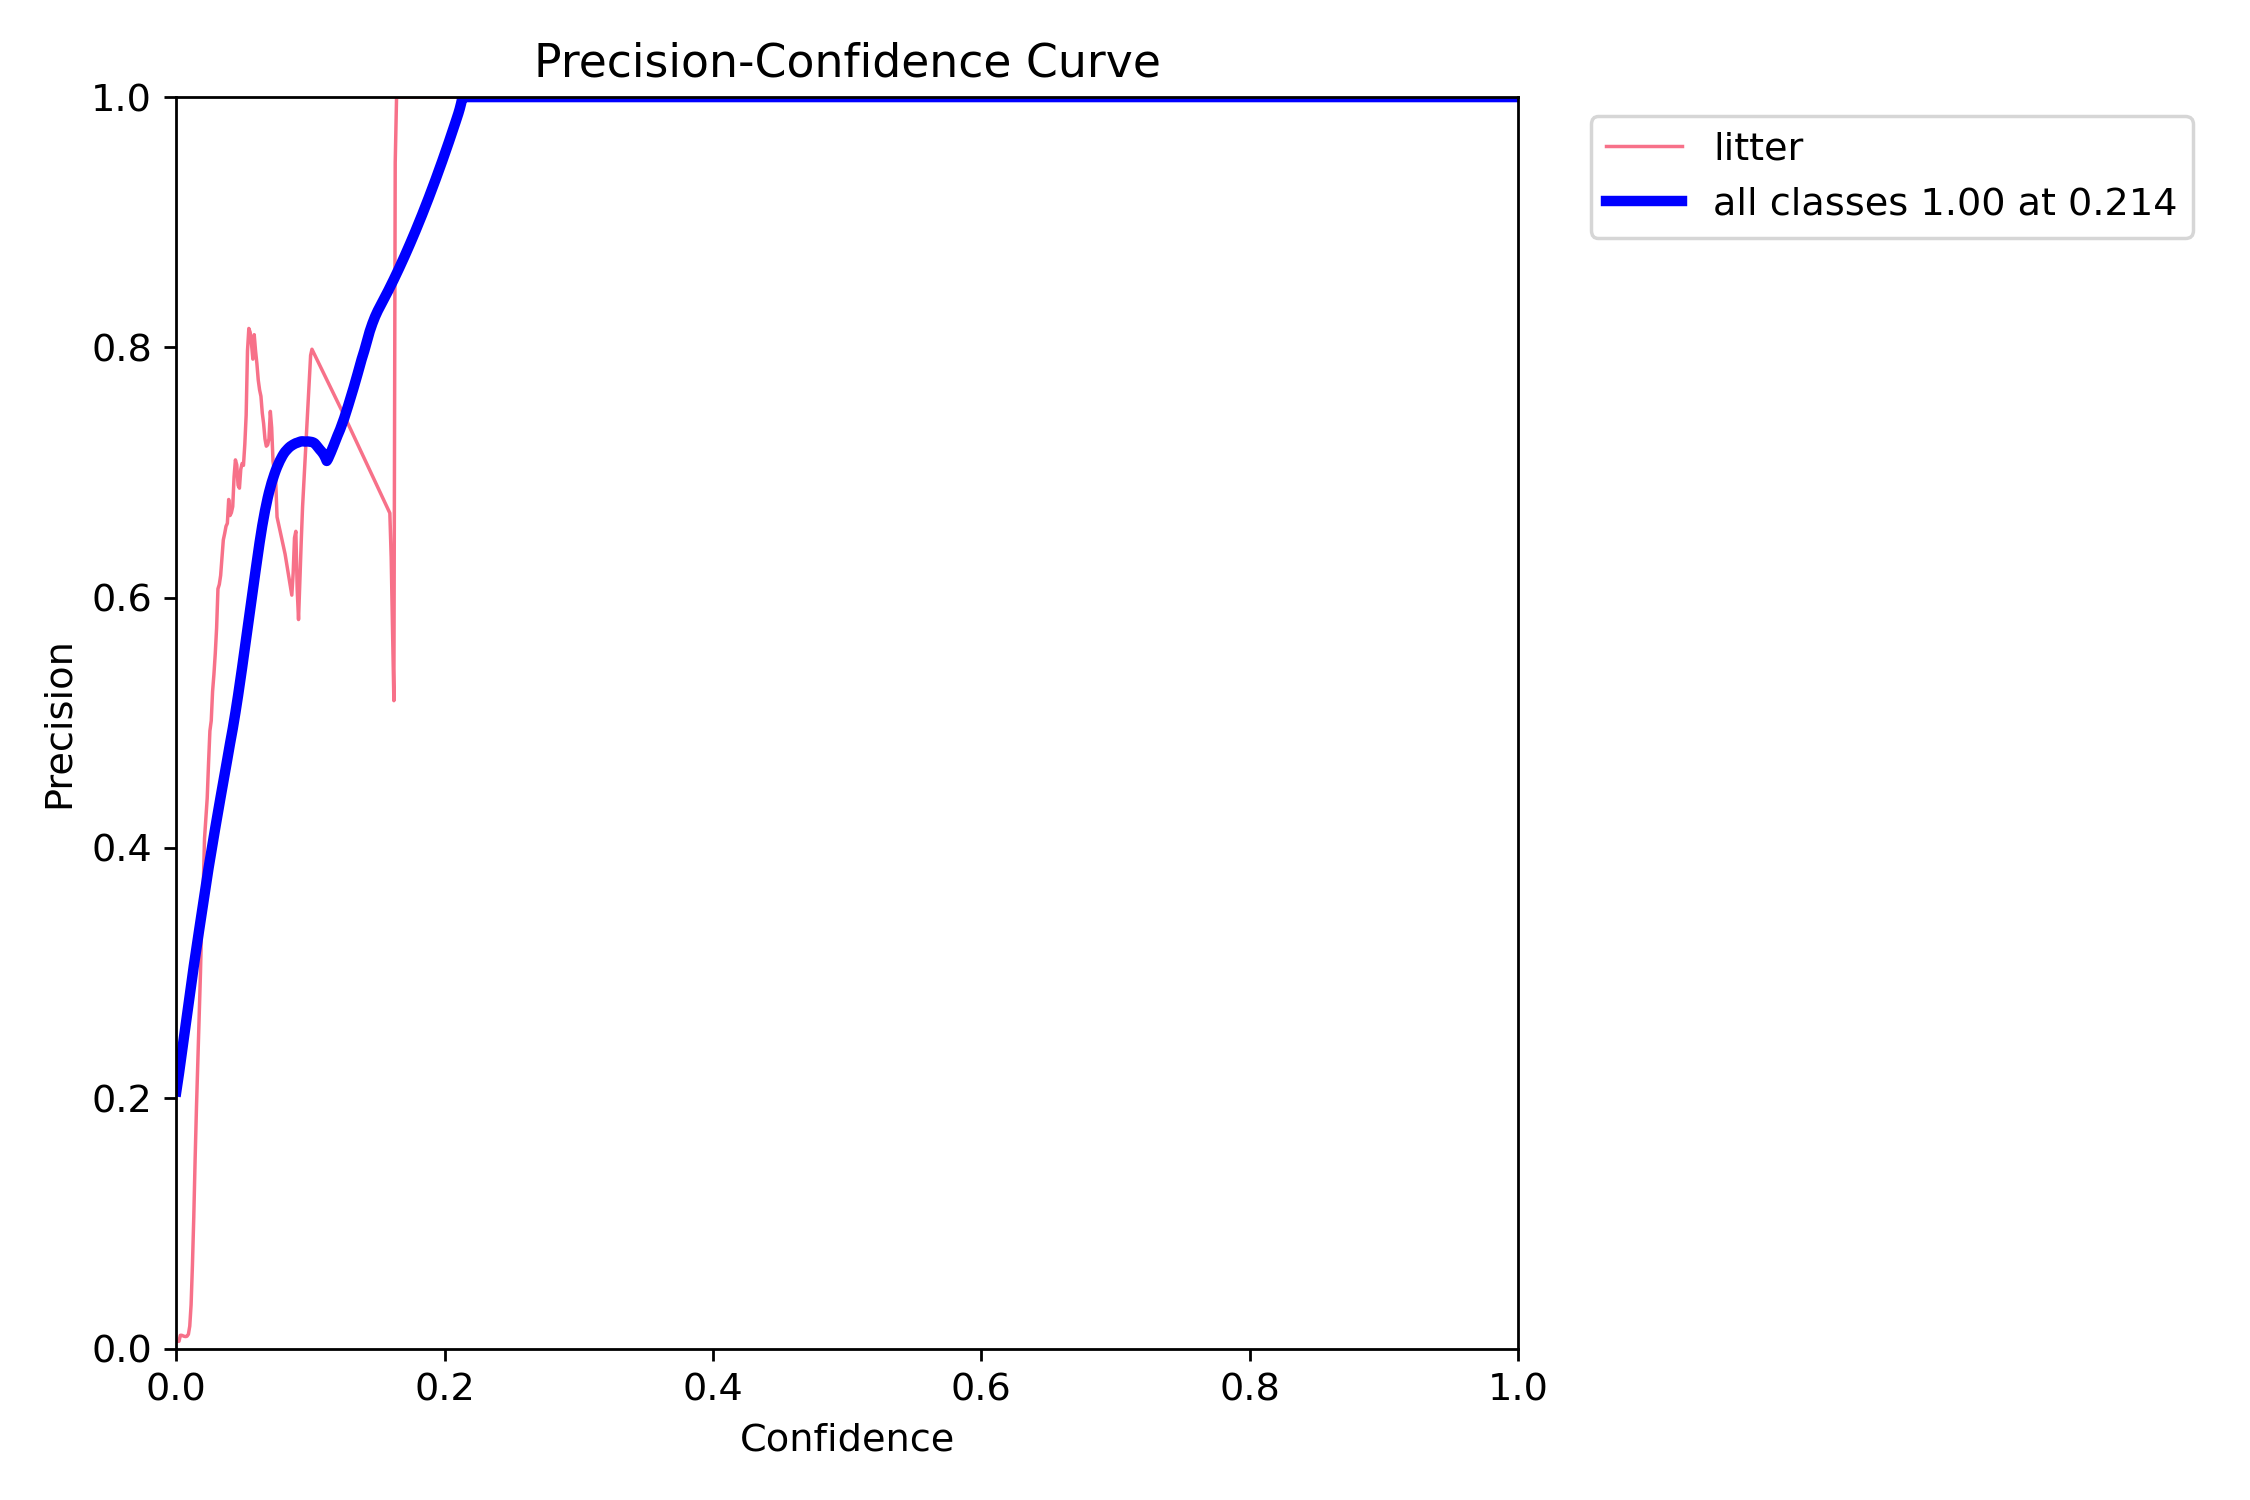 Precision-Confidence Curve
1.0
0.8
0.6
0.4
0.2
0.0
Precision
0.0 0.2 0.4 0.6 0.8 1.0
Confidence
litter
all classes 1.00 at 0.214